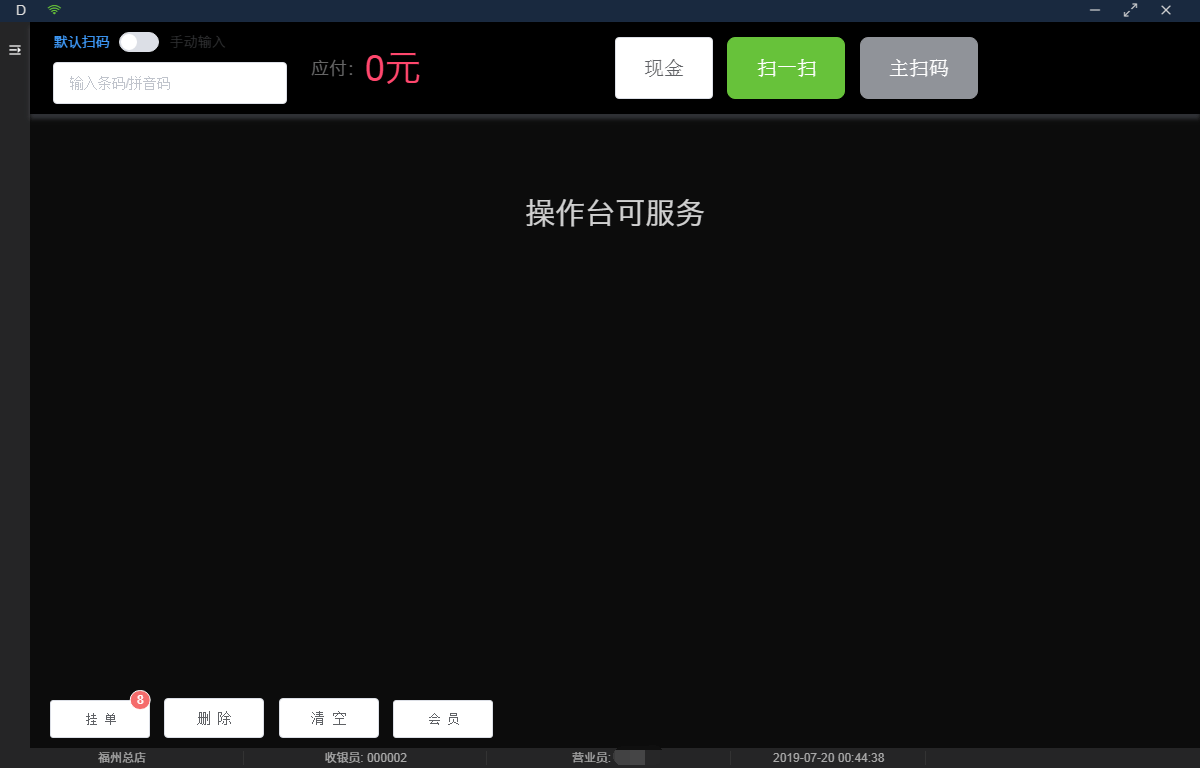 D
默认扫码 手动输入
输入条码/拼音码
应付: 0元
现金
扫一扫
主扫码
操作台可服务
挂单 8
删除
清空
会员
福州总店
收银员: 000002
营业员:
2019-07-20 00:44:38